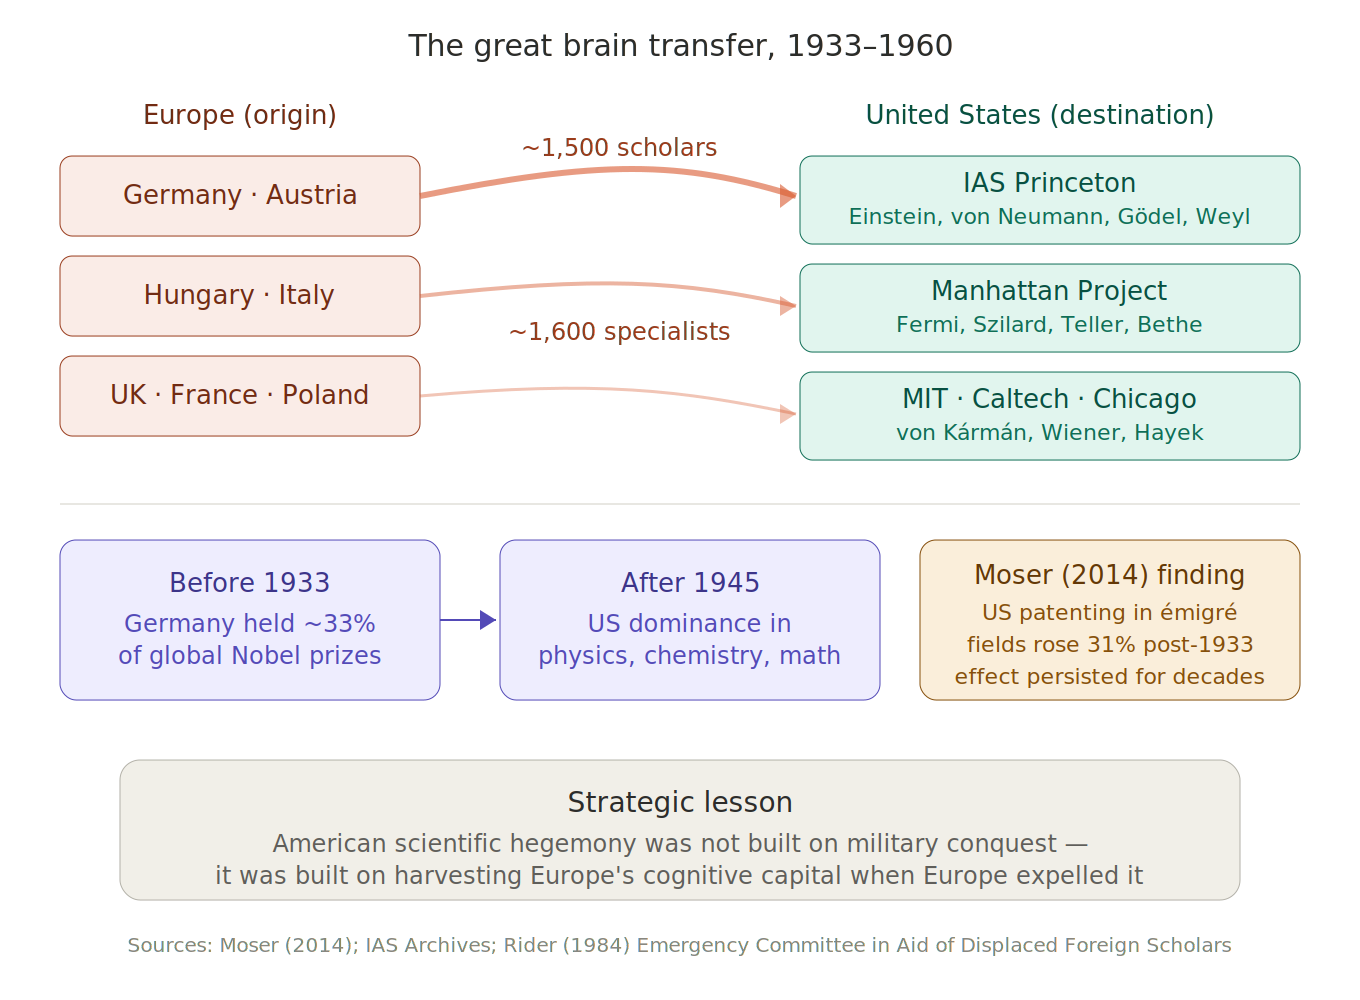 The great brain transfer, 1933–1960
Europe (origin)
United States (destination)
~1,500 scholars
Germany · Austria
IAS Princeton
Einstein, von Neumann, Gödel, Weyl
Hungary · Italy
Manhattan Project
Fermi, Szilard, Teller, Bethe
~1,600 specialists
UK · France · Poland
MIT · Caltech · Chicago
von Kármán, Wiener, Hayek
Before 1933
Germany held ~33%
of global Nobel prizes
After 1945
US dominance in
physics, chemistry, math
Moser (2014) finding
US patenting in émigré
fields rose 31% post-1933
effect persisted for decades
Strategic lesson
American scientific hegemony was not built on military conquest —
it was built on harvesting Europe's cognitive capital when Europe expelled it
Sources: Moser (2014); IAS Archives; Rider (1984) Emergency Committee in Aid of Displaced Foreign Scholars